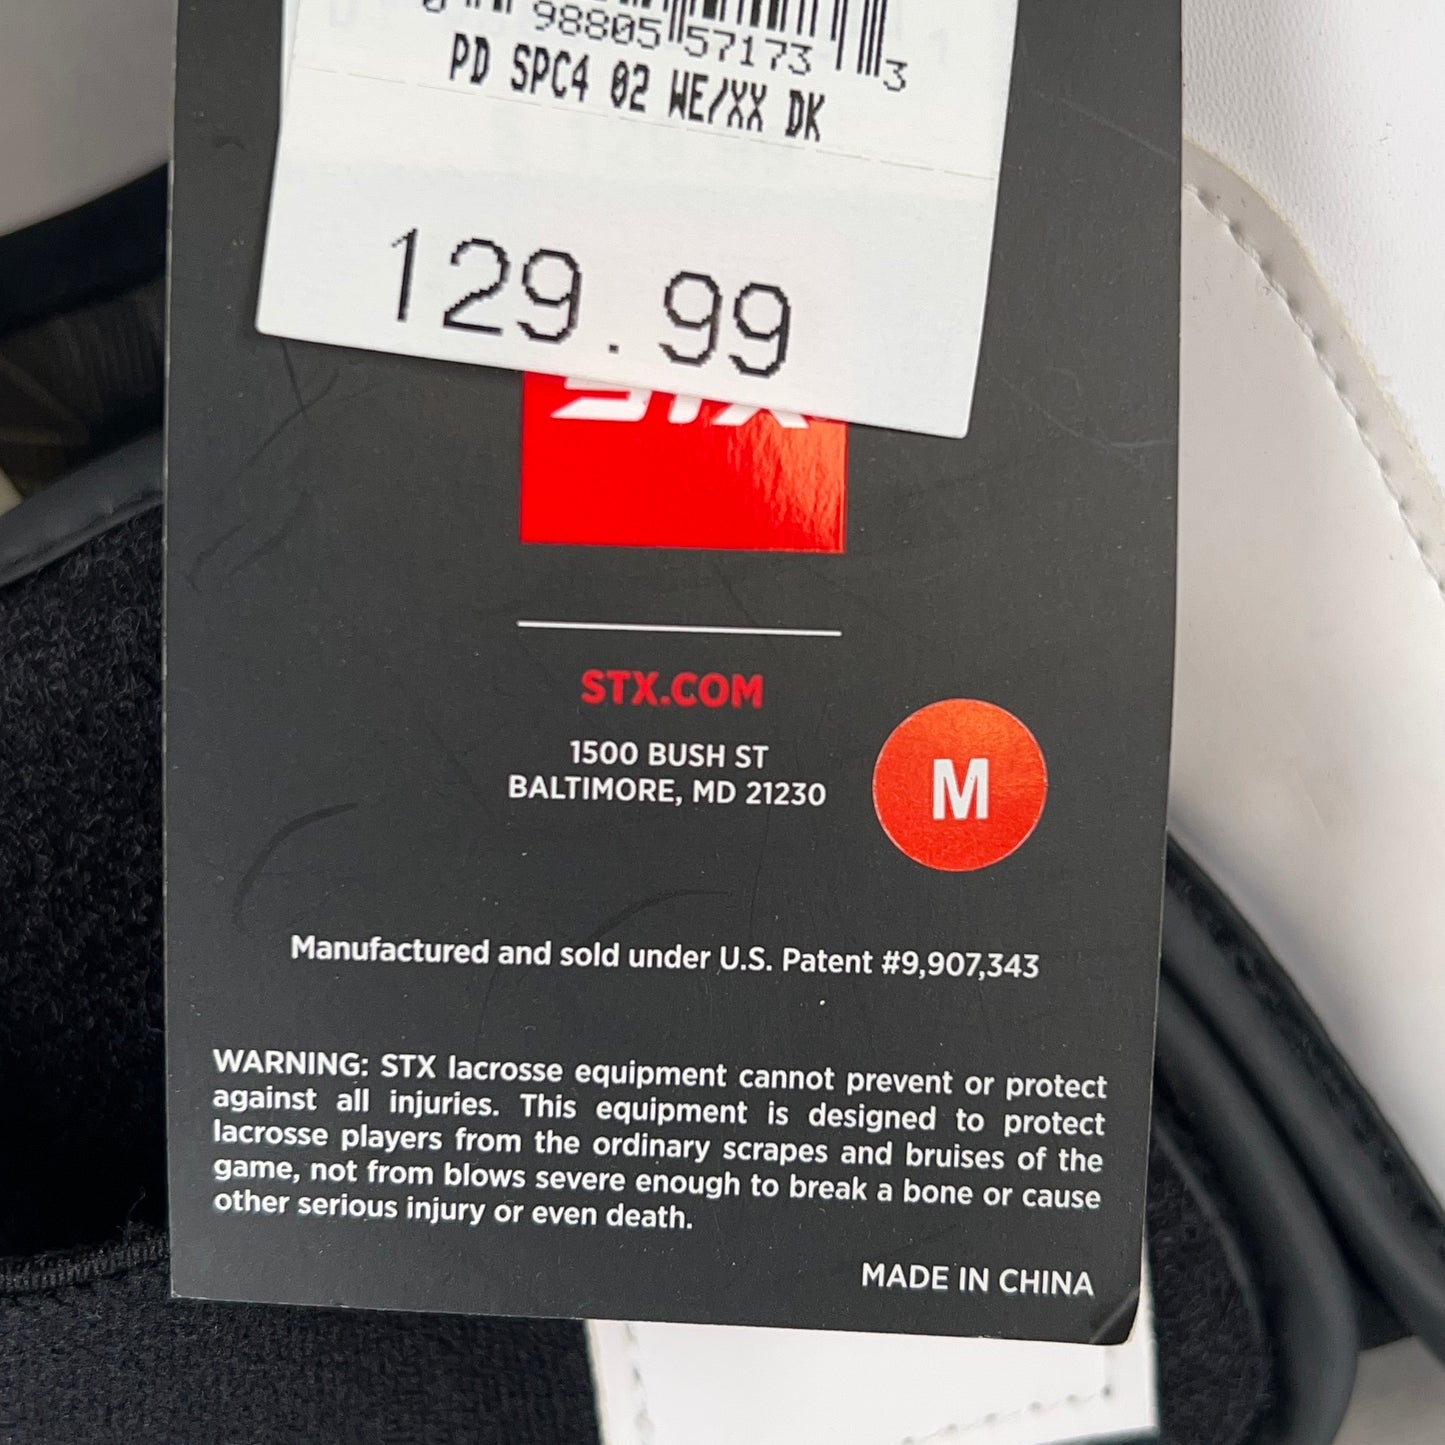 98805 57173 3
PD SPC4 02 WE/XX DK
129.99
STX
STX.COM
1500 BUSH ST
BALTIMORE, MD 21230
M
Manufactured and sold under U.S. Patent #9,907,343
WARNING: STX lacrosse equipment cannot prevent or protect
against all injuries. This equipment is designed to protect
lacrosse players from the ordinary scrapes and bruises of the
game, not from blows severe enough to break a bone or cause
other serious injury or even death.
MADE IN CHINA